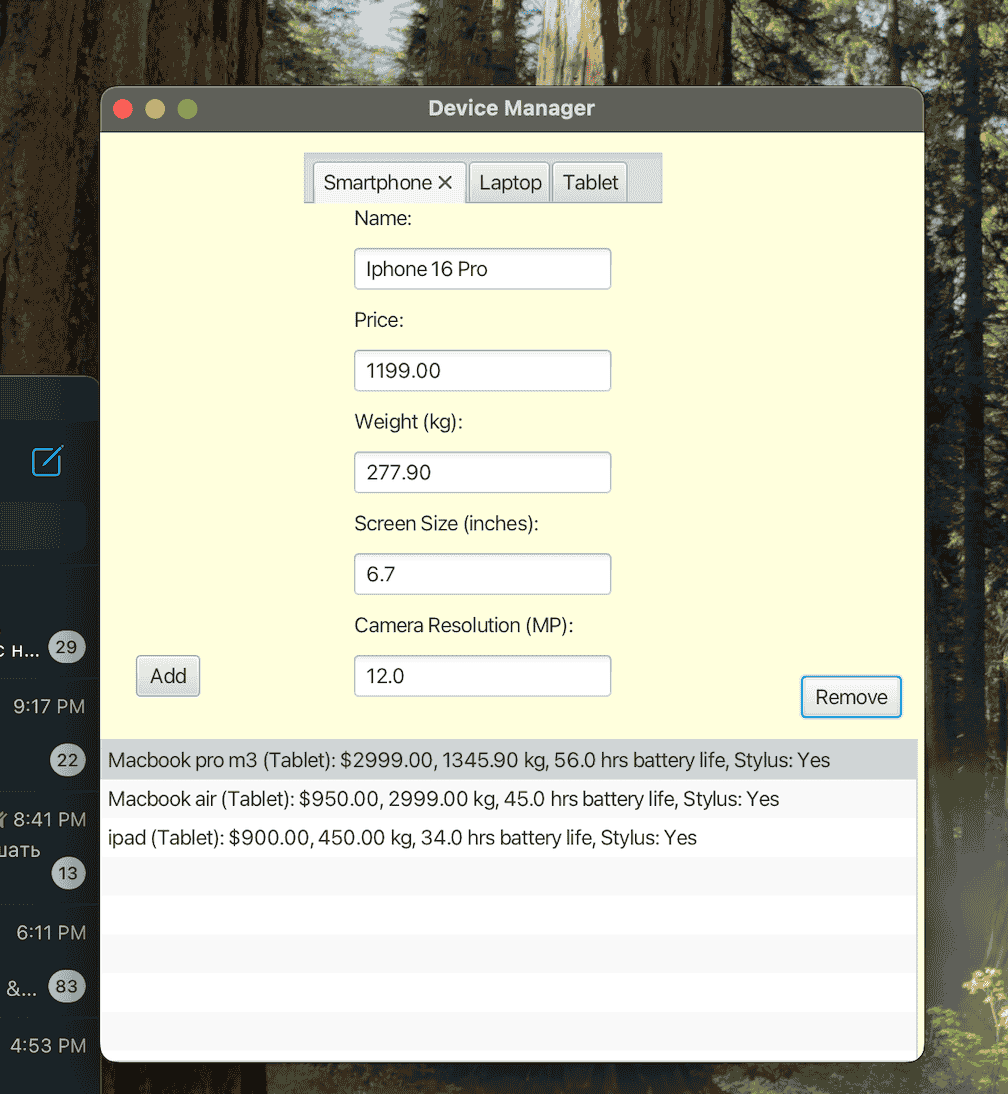 Device Manager
Smartphone Laptop Tablet
Name:
Iphone 16 Pro
Price:
1199.00
Weight (kg):
277.90
Screen Size (inches):
6.7
Camera Resolution (MP):
Add
12.0
Remove
Macbook pro m3 (Tablet): $2999.00, 1345.90 kg, 56.0 hrs battery life, Stylus: Yes
Macbook air (Tablet): $950.00, 2999.00 kg, 45.0 hrs battery life, Stylus: Yes
ipad (Tablet): $900.00, 450.00 kg, 34.0 hrs battery life, Stylus: Yes
29
9:17 PM
22
8:41 PM
13
6:11 PM
&... 83
4:53 PM